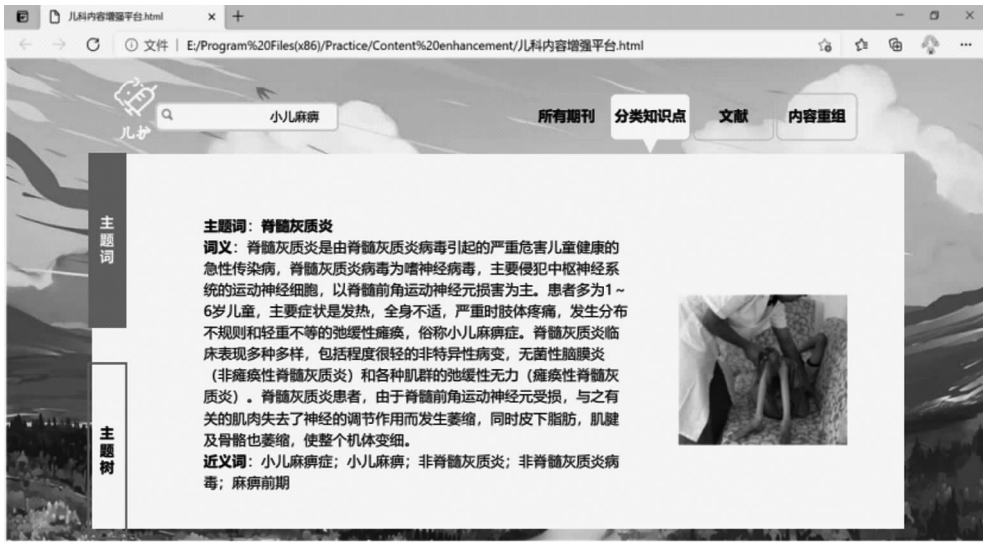 儿科内容增强平台.html
文件 | E:/Program%20Files(x86)/Practice/Content%20enhancement/儿科内容增强平台.html
儿护
小儿麻痹
所有期刊 分类知识点 文献 内容重组
主题词
主题词：脊髓灰质炎
词义：脊髓灰质炎是由脊髓灰质炎病毒引起的严重危害儿童健康的
急性传染病，脊髓灰质炎病毒为嗜神经病毒，主要侵犯中枢神经系
统的运动神经细胞，以脊髓前角运动神经元损害为主。患者多为1～
6岁儿童，主要症状是发热，全身不适，严重时肢体疼痛，发生分布
不规则和轻重不等的弛缓性瘫痪，俗称小儿麻痹症。脊髓灰质炎临
床表现多种多样，包括程度很轻的非特异性病变，无菌性脑膜炎
（非瘫痪性脊髓灰质炎）和各种肌群的弛缓性无力（瘫痪性脊髓灰
质炎）。脊髓灰质炎患者，由于脊髓前角运动神经元受损，与之有
关的肌肉失去了神经的调节作用而发生萎缩，同时皮下脂肪，肌腱
及骨骼也萎缩，使整个机体变细。
近义词：小儿麻痹症；小儿麻痹；非脊髓灰质炎；非脊髓灰质炎病
毒；麻痹前期
主题树